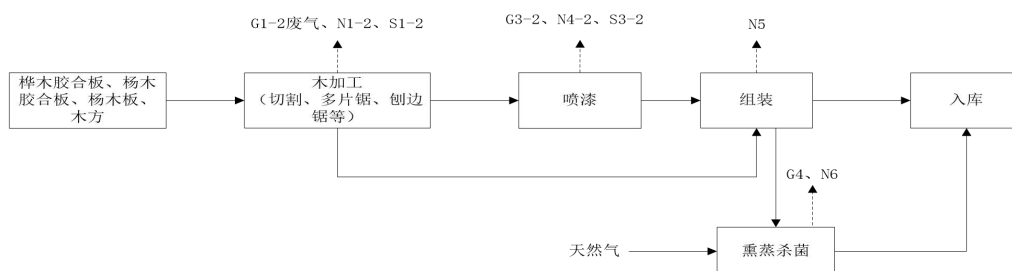 G1-2废气、N1-2、S1-2
G3-2、N4-2、S3-2
N5
桦木胶合板、杨木
胶合板、杨木板、
木方
木加工
（切割、多片锯、刨边
锯等）
喷漆
组装
入库
G4、N6
天然气
熏蒸杀菌